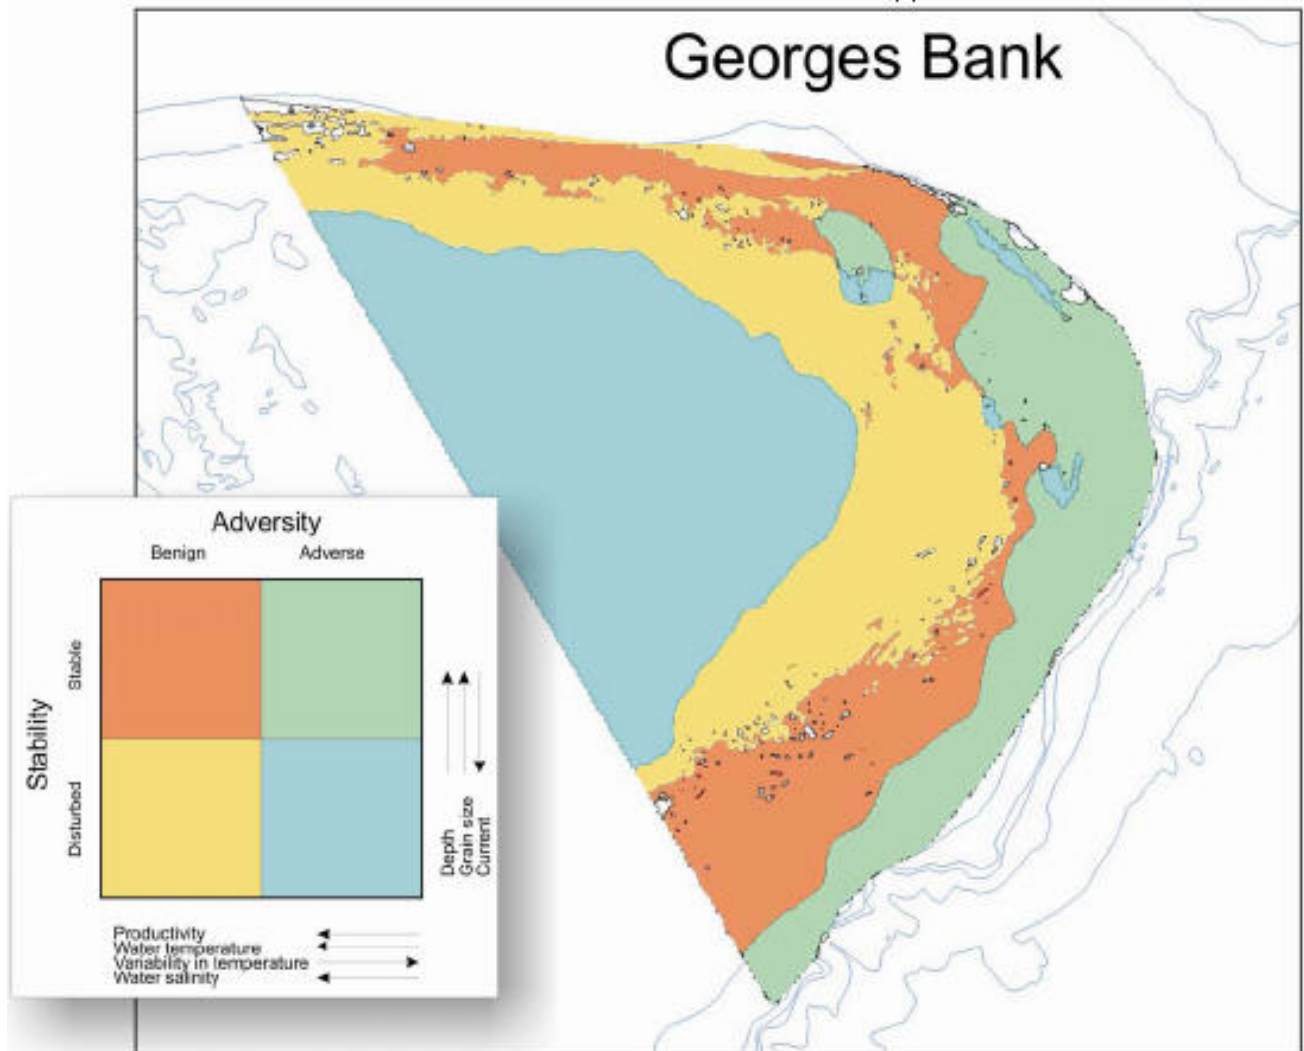 Georges Bank
Adversity
Benign Adverse
Stability
Stable
Disturbed
Depth
Grain size
Current
Productivity
Water temperature
Variability in temperature
Water salinity